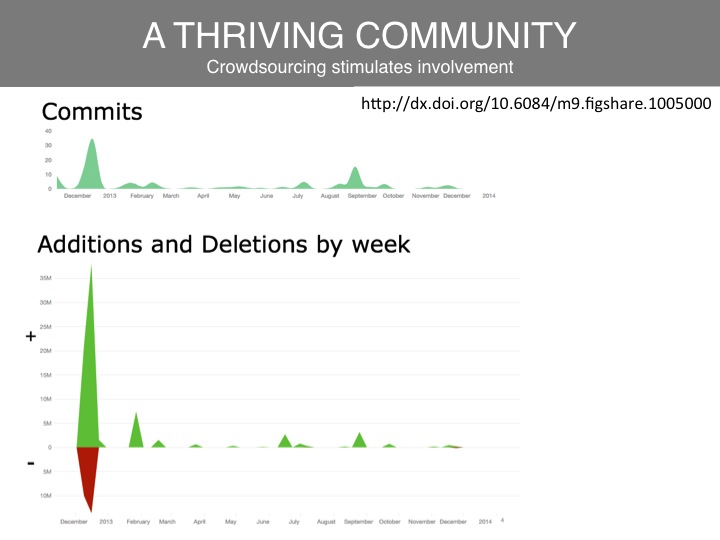 A THRIVING COMMUNITY
Crowdsourcing stimulates involvement
http://dx.doi.org/10.6084/m9.figshare.1005000
Commits
40
30
20
10
0
December 2013 February March April May June July August September October November December 2014
Additions and Deletions by week
35M
30M
25M
+
20M
15M
10M
5M
0
-
5M
10M
December 2013 February March April May June July August September October November December 2014 4